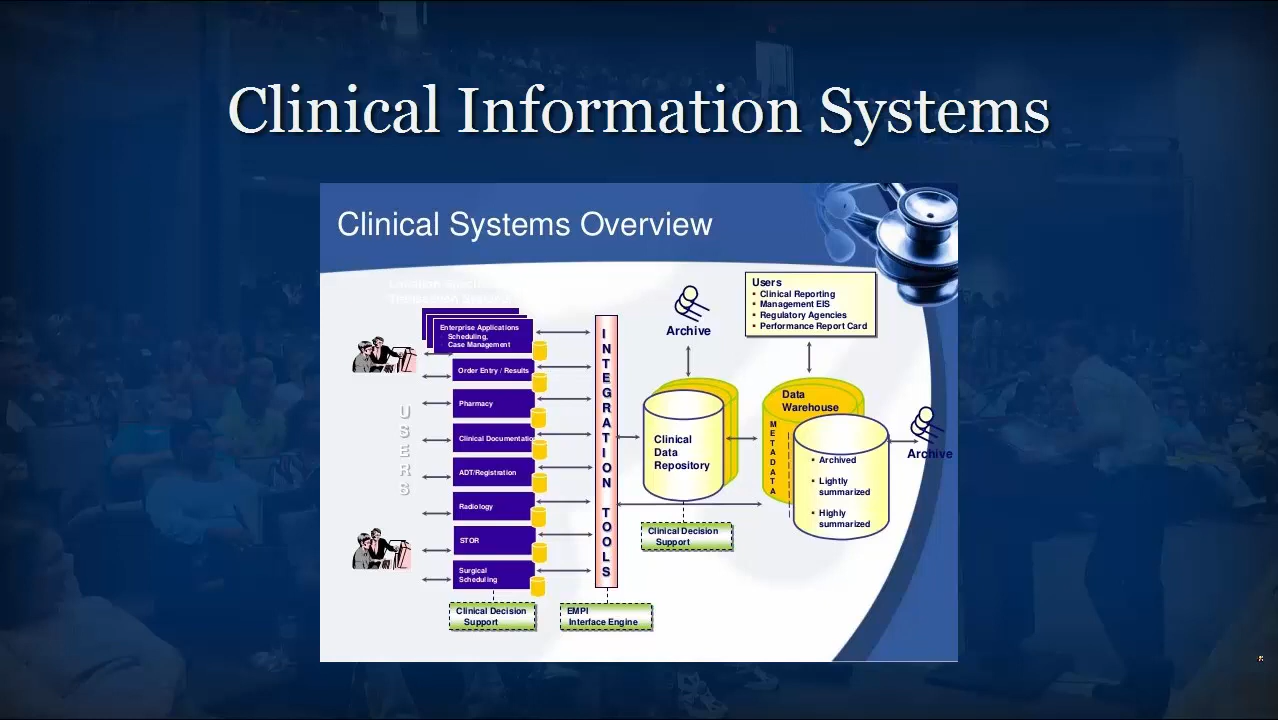 Clinical Information Systems
Clinical Systems Overview
Users
▪ Clinical Reporting
▪ Management EIS
▪ Regulatory Agencies
▪ Performance Report Card
Archive
Enterprise Applications
Scheduling,
Case Management
Order Entry / Results
Pharmacy
Clinical Documentatio
ADT/Registration
Radiology
STOR
Surgical
Scheduling
USERS
INTEGRATION TOOLS
Clinical
Data
Repository
Data
Warehouse
METADATA
▪ Archived
▪ Lightly
summarized
▪ Highly
summarized
Archive
Clinical Decision
Support
Clinical Decision
Support
EMPI
Interface Engine